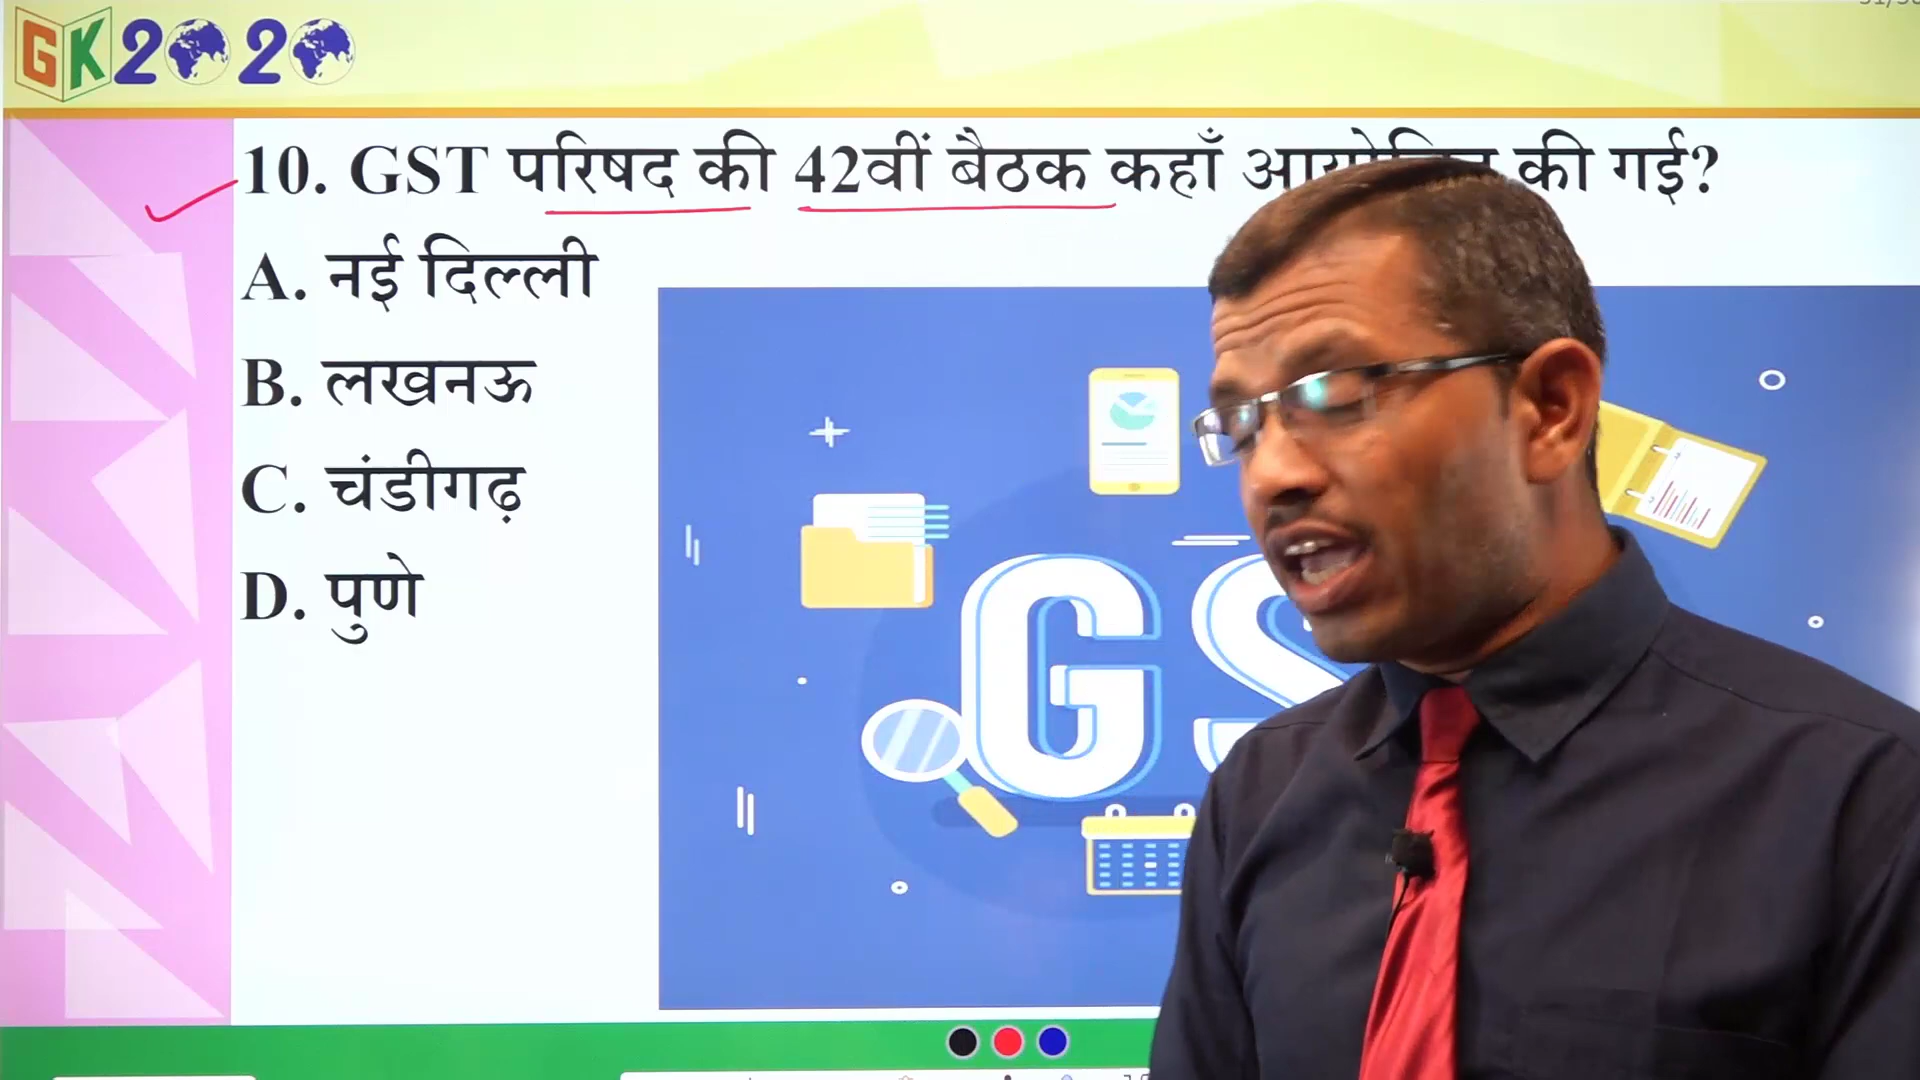 GK2020
10. GST परिषद की 42वीं बैठक कहाँ की गई?
A. नई दिल्ली
B. लखनऊ
C. चंडीगढ़
D. पुणे
GS